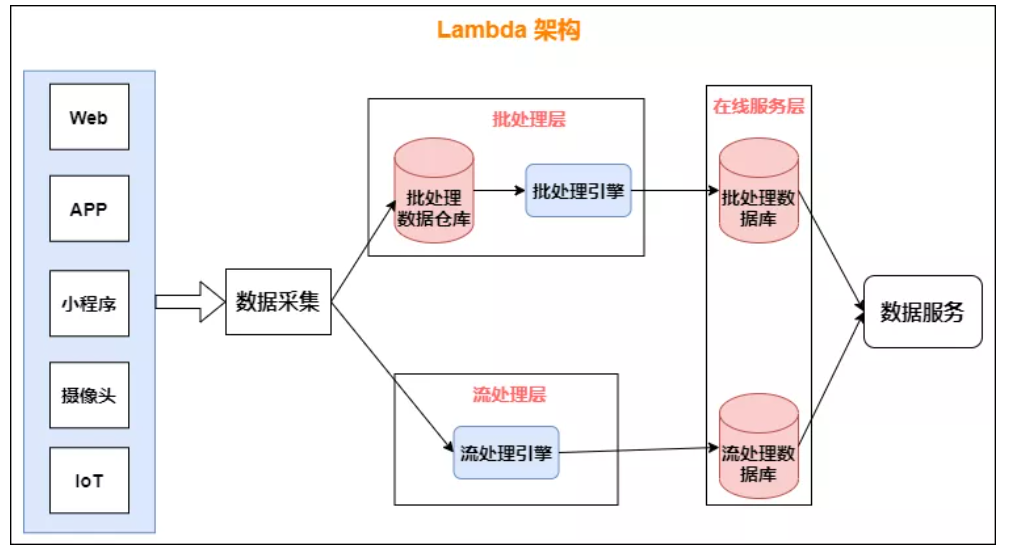 Lambda 架构
Web
APP
小程序
摄像头
IoT
数据采集
批处理层
批处理
数据仓库
批处理引擎
流处理层
流处理引擎
在线服务层
批处理数
据库
流处理数
据库
数据服务